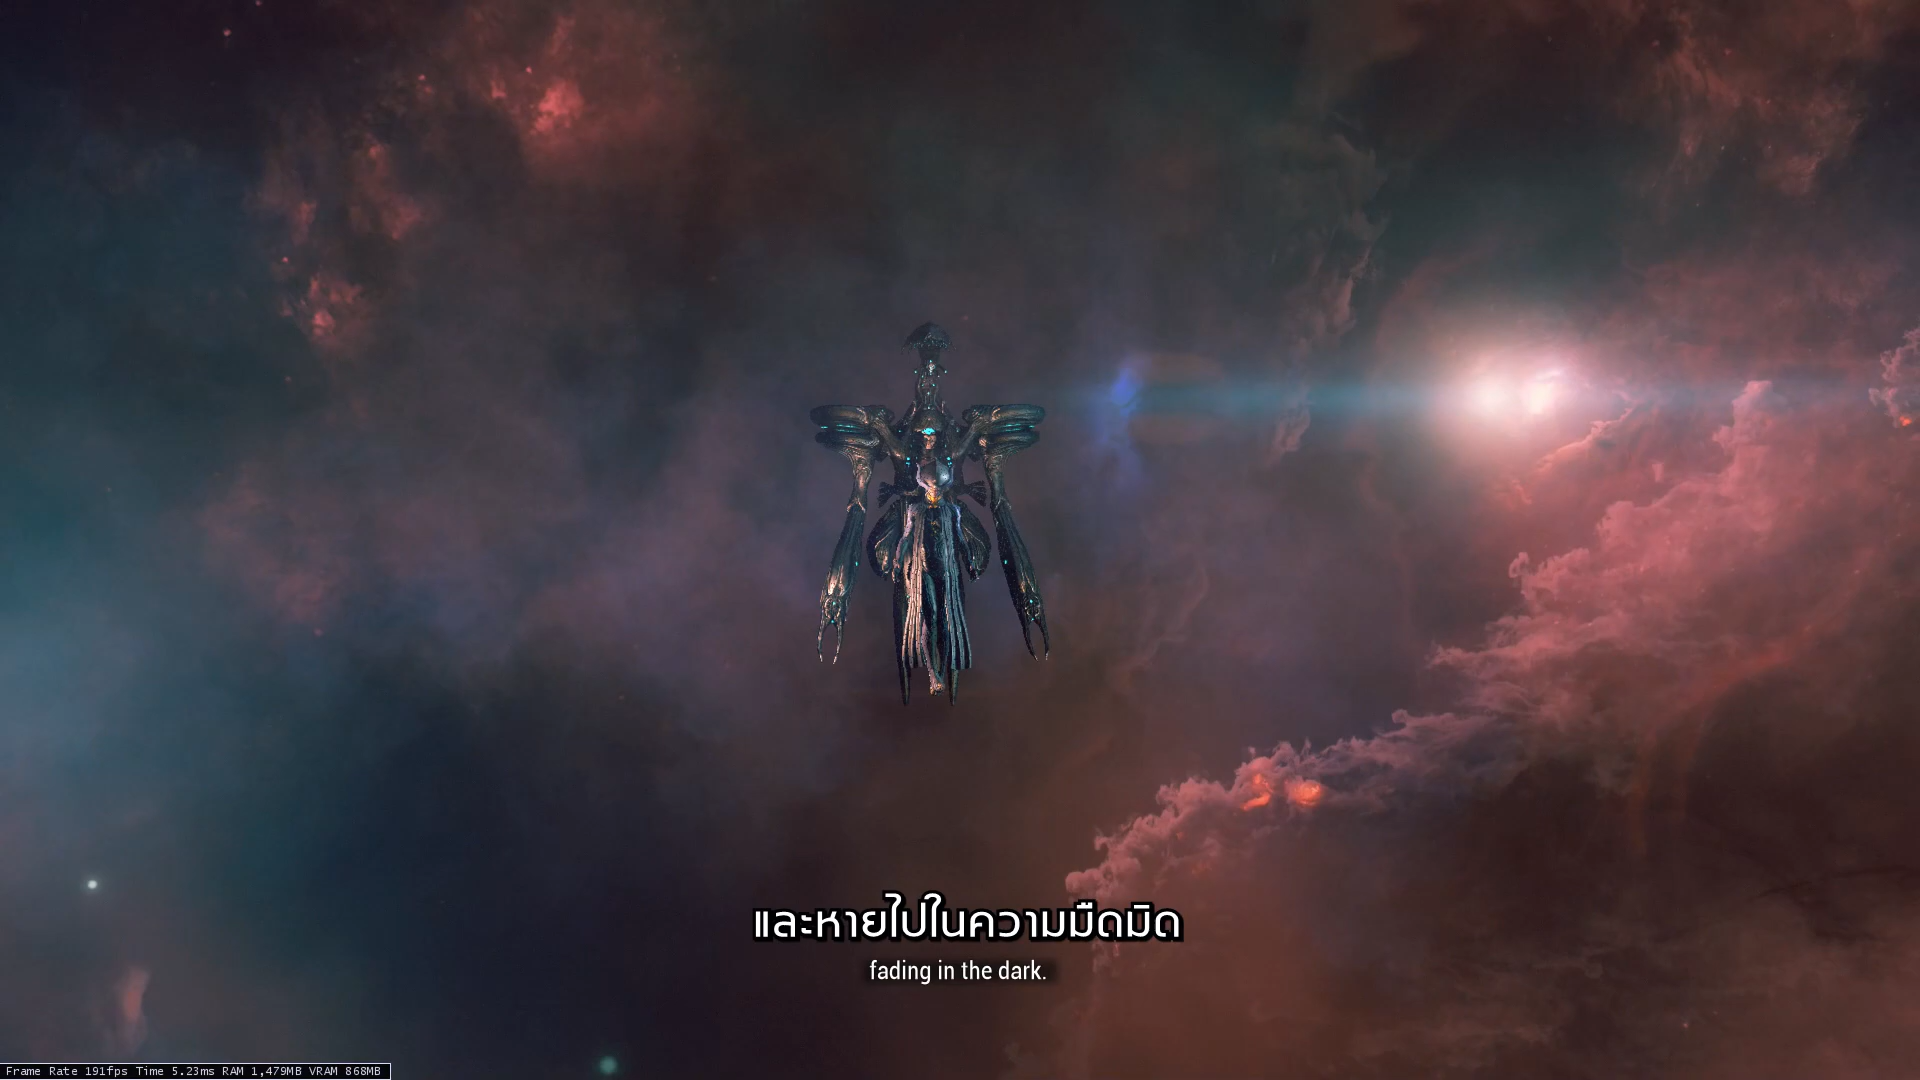 และหายไปในความมืดมิด
fading in the dark.
Frame Rate 191fps Time 5.23ms RAM 1,479MB VRAM 868MB